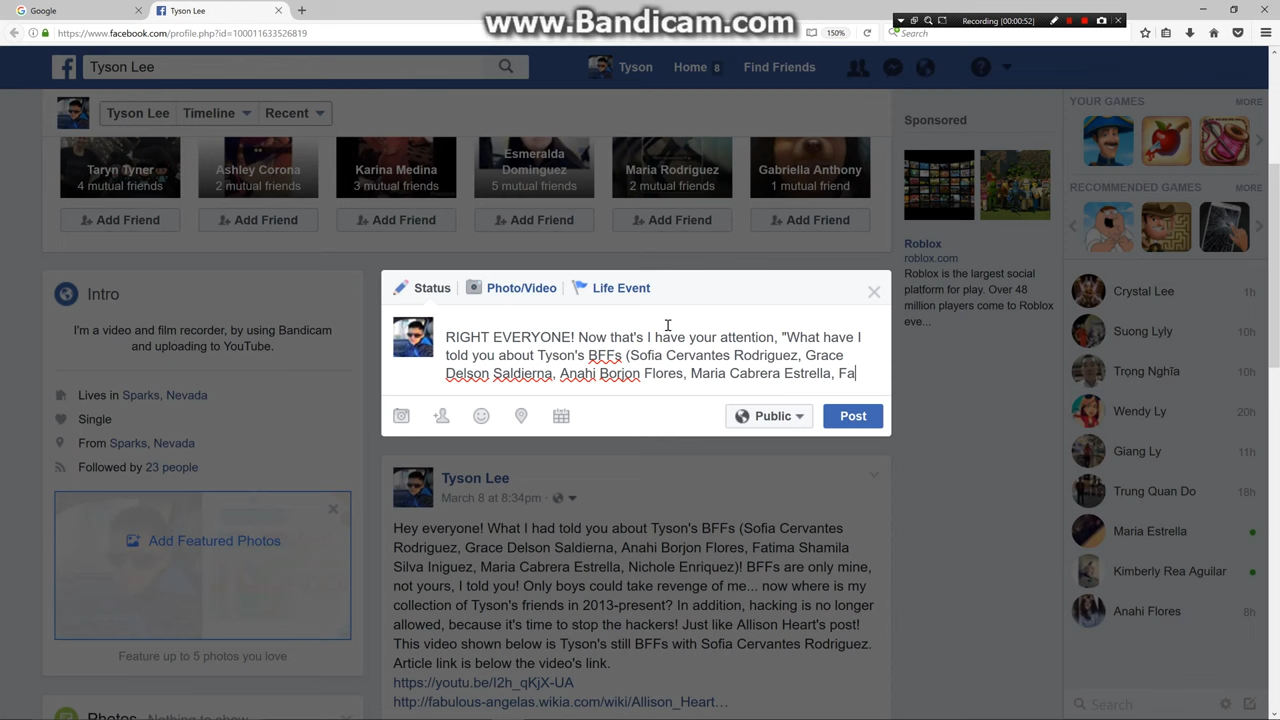 Google
Tyson Lee
www.Bandicam.com
Recording [00:00:52]
https://www.facebook.com/profile.php?id=100011633526819
150%
Search
Tyson Lee
Tyson
Home 8
Find Friends
Tyson Lee
Timeline
Recent
Taryn Tyner
4 mutual friends
Add Friend
Ashley Corona
2 mutual friends
Add Friend
Karina Medina
3 mutual friends
Add Friend
Esmeralda
Dominguez
5 mutual friends
Add Friend
Maria Rodriguez
2 mutual friends
Add Friend
Gabriella Anthony
1 mutual friend
Add Friend
Intro
I'm a video and film recorder, by using Bandicam
and uploading to YouTube.
Lives in Sparks, Nevada
Single
From Sparks, Nevada
Followed by 23 people
Add Featured Photos
Feature up to 5 photos you love
Photos Nothing to show
Status
Photo/Video
Life Event
RIGHT EVERYONE! Now that's I have your attention, "What have I
told you about Tyson's BFFs (Sofia Cervantes Rodriguez, Grace
Delson Saldierna, Anahi Borjon Flores, Maria Cabrera Estrella, Fa
Public
Post
Tyson Lee
March 8 at 8:34pm
Hey everyone! What I had told you about Tyson's BFFs (Sofia Cervantes
Rodriguez, Grace Delson Saldierna, Anahi Borjon Flores, Fatima Shamila
Silva Iniguez, Maria Cabrera Estrella, Nichole Enriquez)! BFFs are only mine,
not yours, I told you! Only boys could take revenge of me... now where is my
collection of Tyson's friends in 2013-present? In addition, hacking is no longer
allowed, because it's time to stop the hackers! Just like Allison Heart's post!
This video shown below is Tyson's still BFFs with Sofia Cervantes Rodriguez.
Article link is below the video's link.
https://youtu.be/I2h_qKjX-UA
http://fabulous-angelas.wikia.com/wiki/Allison_Heart…
Sponsored
Roblox
roblox.com
Roblox is the largest social
platform for play. Over 48
million players come to Roblox
eve...
YOUR GAMES
MORE
RECOMMENDED GAMES
MORE
Crystal Lee 1h
Suong Lyly 1h
Trọng Nghĩa 1h
Wendy Ly 20h
Giang Ly 11h
Trung Quan Do 18h
Maria Estrella
Kimberly Rea Aguilar
Anahi Flores 8h
Search